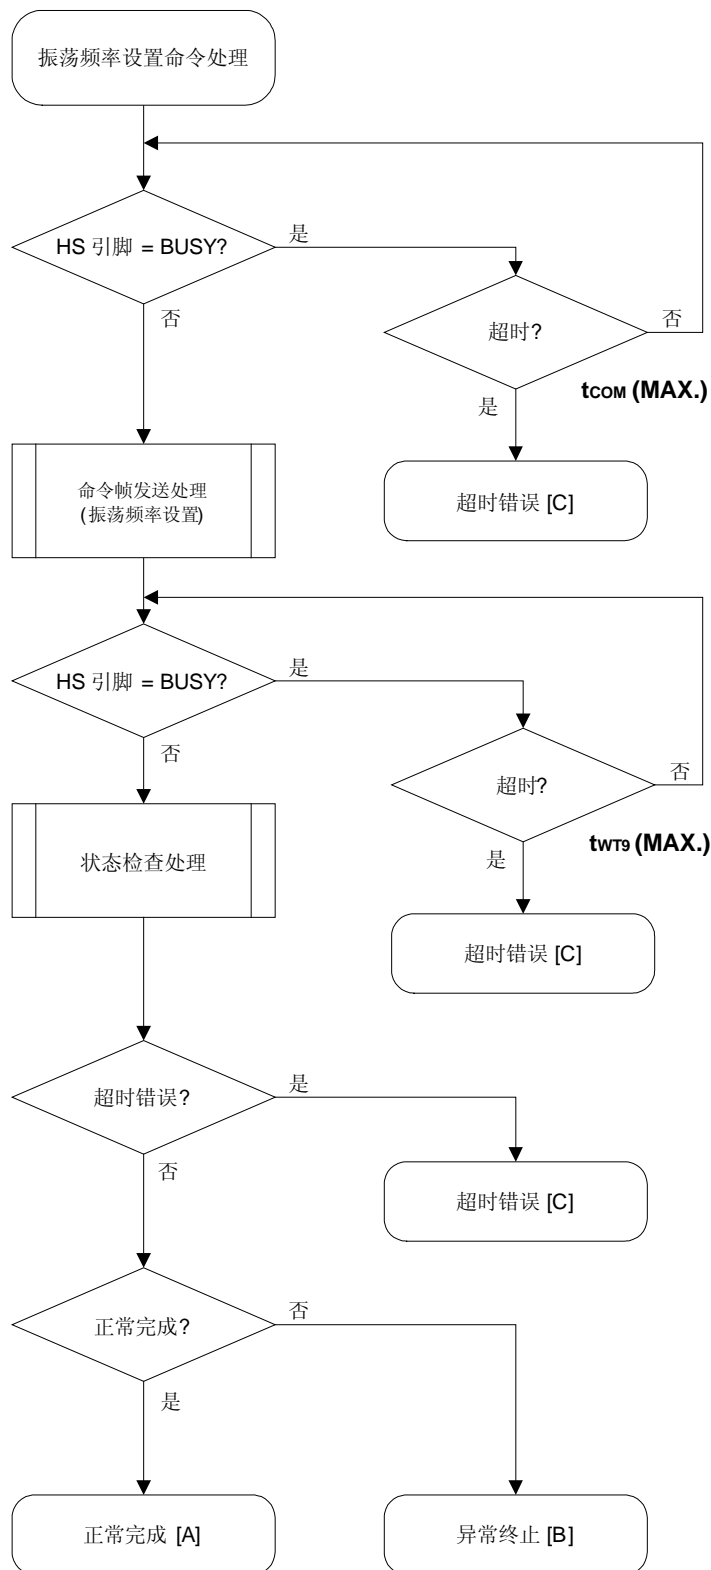 振荡频率设置命令处理
HS 引脚 = BUSY?
是
否
超时?
否
tCOM (MAX.)
是
超时错误 [C]
命令帧发送处理
(振荡频率设置)
HS 引脚 = BUSY?
是
否
超时?
否
tWT9 (MAX.)
是
超时错误 [C]
状态检查处理
超时错误?
是
否
超时错误 [C]
正常完成?
否
是
正常完成 [A]
异常终止 [B]